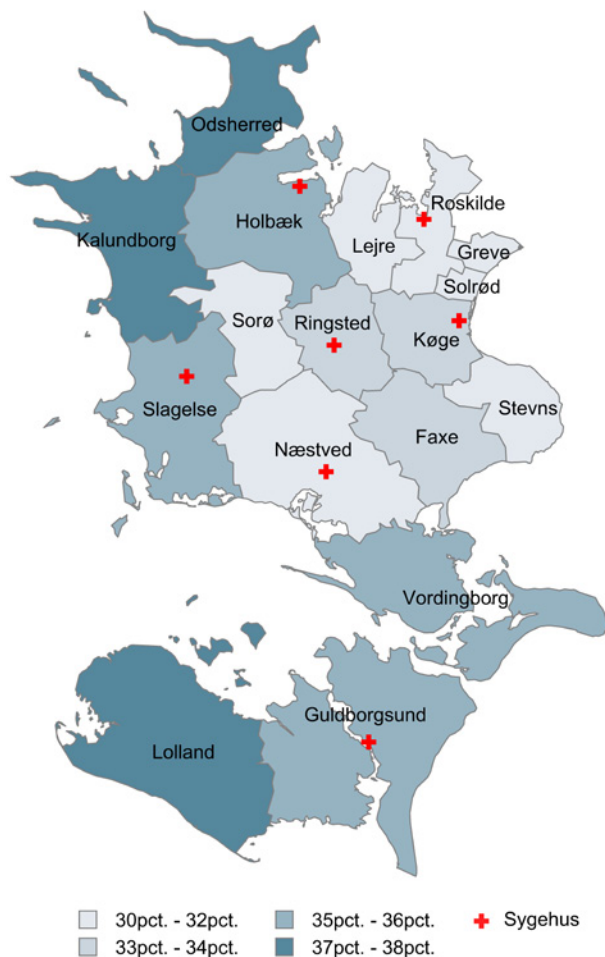 Odsherred
Roskilde
Holbæk
Kalundborg
Lejre
Greve
Solrød
Sorø
Ringsted
Køge
Slagelse
Stevns
Faxe
Næstved
Vordingborg
Guldborgsund
Lolland
30pct. - 32pct.
35pct. - 36pct.
Sygehus
33pct. - 34pct.
37pct. - 38pct.